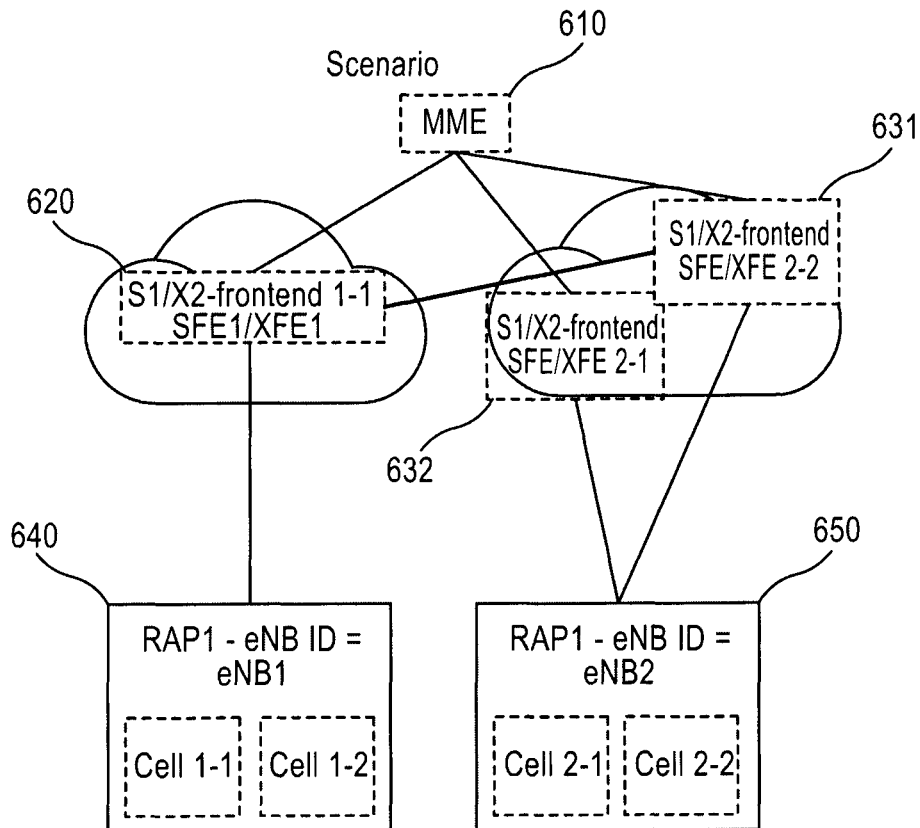 610
Scenario
MME
631
620
S1/X2-frontend
SFE/XFE 2-2
S1/X2-frontend 1-1
SFE1/XFE1
S1/X2-frontend
SFE/XFE 2-1
632
640
650
RAP1 - eNB ID =
eNB1
Cell 1-1
Cell 1-2
RAP1 - eNB ID =
eNB2
Cell 2-1
Cell 2-2